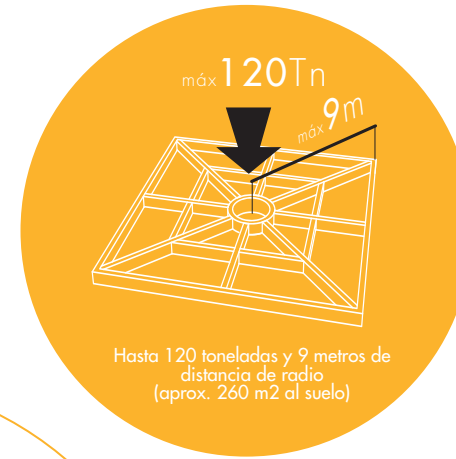 máx 120Tn
máx 9m
Hasta 120 toneladas y 9 metros de
distancia de radio
(aprox. 260 m2 al suelo)